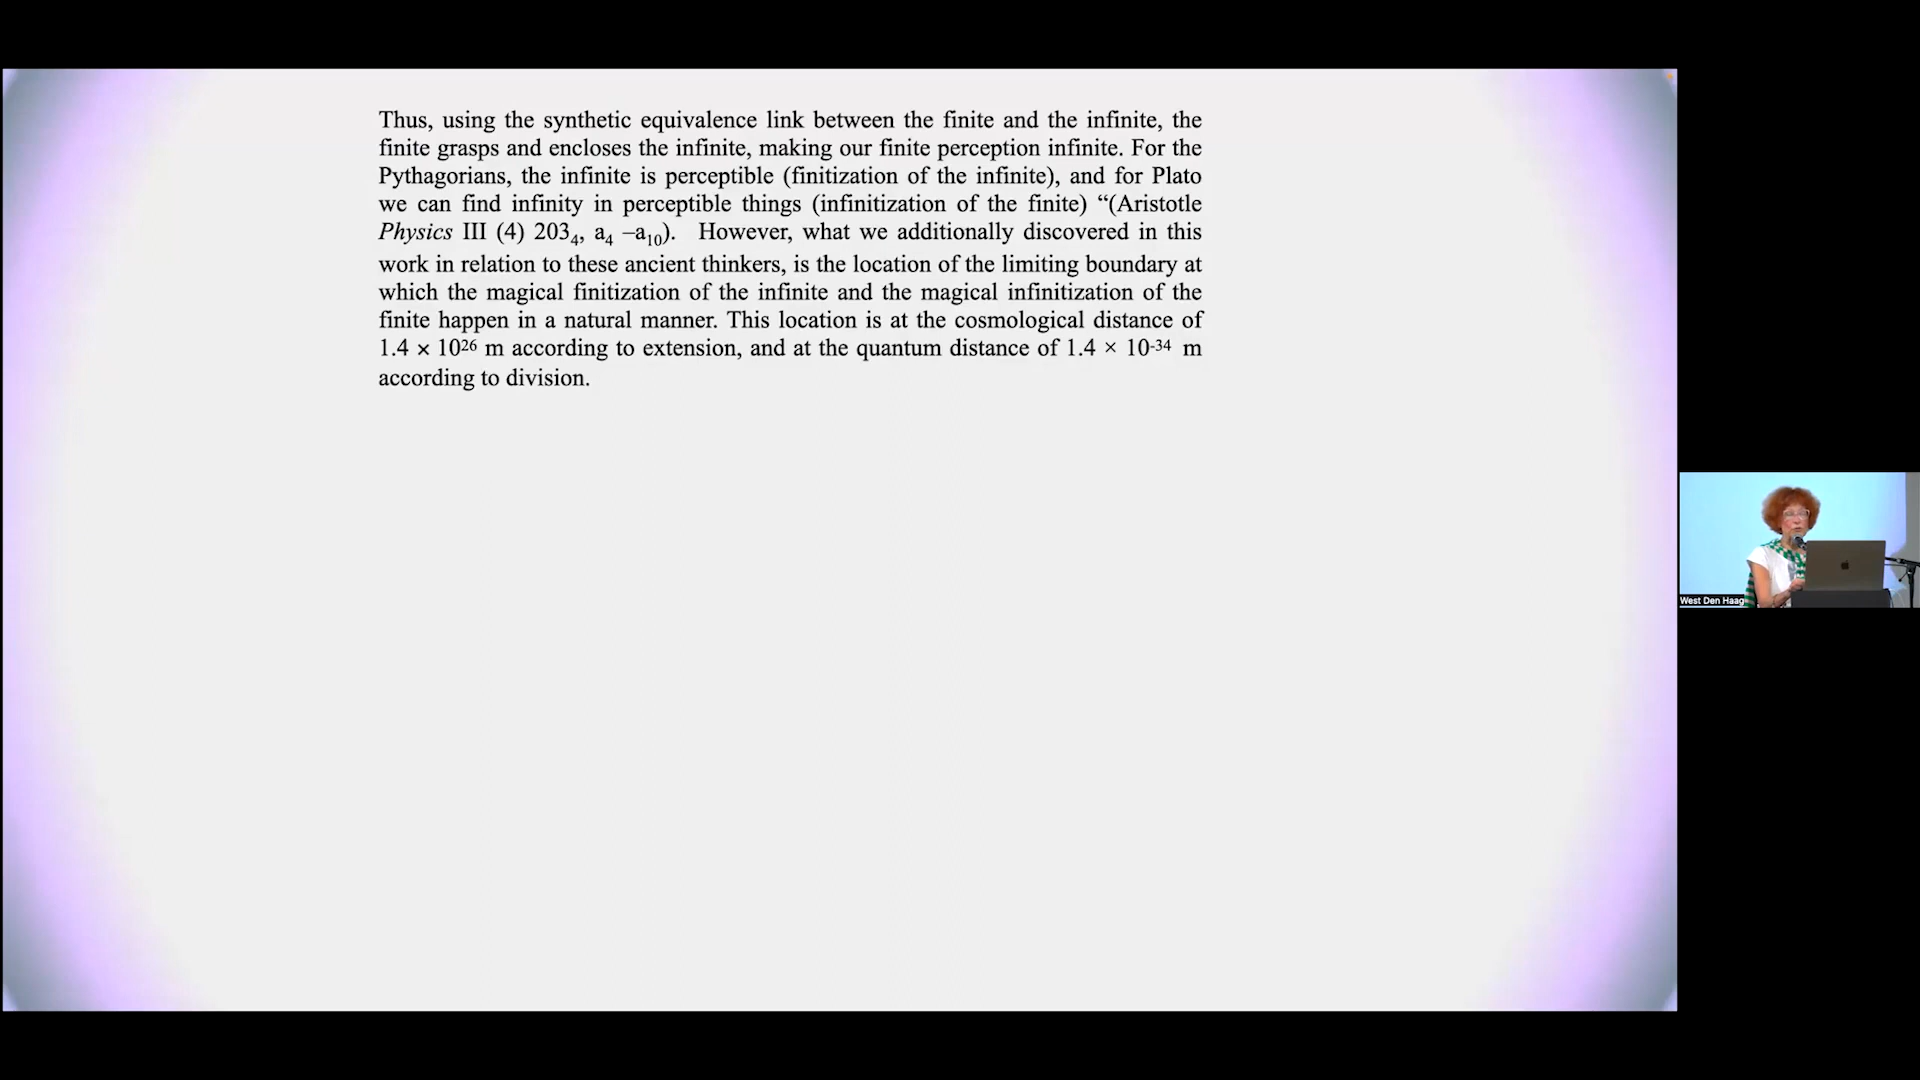 Thus, using the synthetic equivalence link between the finite and the infinite, the
finite grasps and encloses the infinite, making our finite perception infinite. For the
Pythagorians, the infinite is perceptible (finitization of the infinite), and for Plato
we can find infinity in perceptible things (infinitization of the finite) “(Aristotle
Physics III (4) 203₄, a₄ –a₁₀). However, what we additionally discovered in this
work in relation to these ancient thinkers, is the location of the limiting boundary at
which the magical finitization of the infinite and the magical infinitization of the
finite happen in a natural manner. This location is at the cosmological distance of
1.4 × 10²⁶ m according to extension, and at the quantum distance of 1.4 × 10⁻³⁴ m
according to division.
West Den Haag